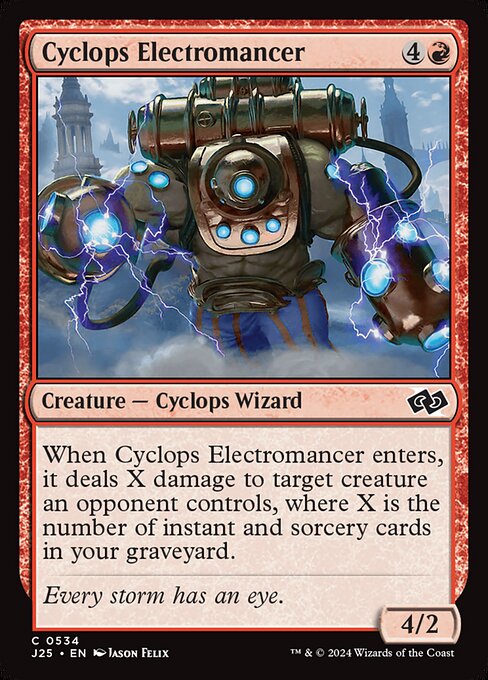 Cyclops Electromancer 4
Creature — Cyclops Wizard
When Cyclops Electromancer enters,
it deals X damage to target creature
an opponent controls, where X is the
number of instant and sorcery cards
in your graveyard.
Every storm has an eye.
4/2
C 0534
J25 • EN Jason Felix
™ & © 2024 Wizards of the Coast